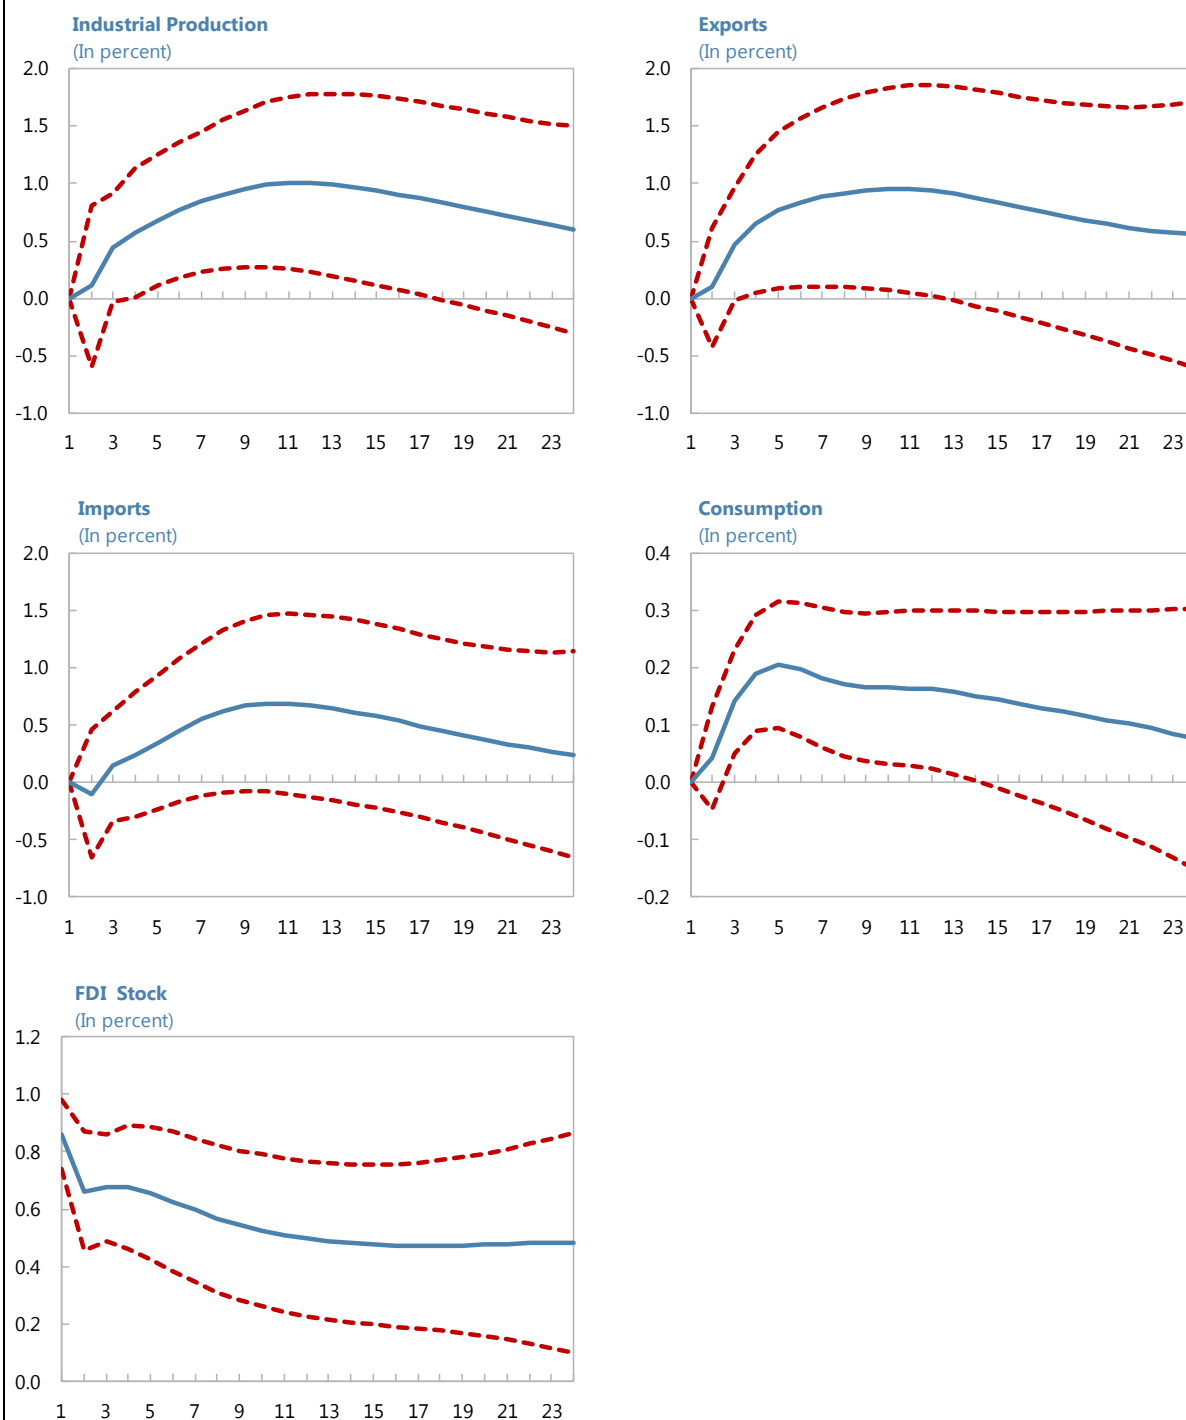 Industrial Production
(In percent)
2.0
1.5
1.0
0.5
0.0
-0.5
-1.0
1 3 5 7 9 11 13 15 17 19 21 23
Exports
(In percent)
2.0
1.5
1.0
0.5
0.0
-0.5
-1.0
1 3 5 7 9 11 13 15 17 19 21 23
Imports
(In percent)
2.0
1.5
1.0
0.5
0.0
-0.5
-1.0
1 3 5 7 9 11 13 15 17 19 21 23
Consumption
(In percent)
0.4
0.3
0.2
0.1
0.0
-0.1
-0.2
1 3 5 7 9 11 13 15 17 19 21 23
FDI Stock
(In percent)
1.2
1.0
0.8
0.6
0.4
0.2
0.0
1 3 5 7 9 11 13 15 17 19 21 23